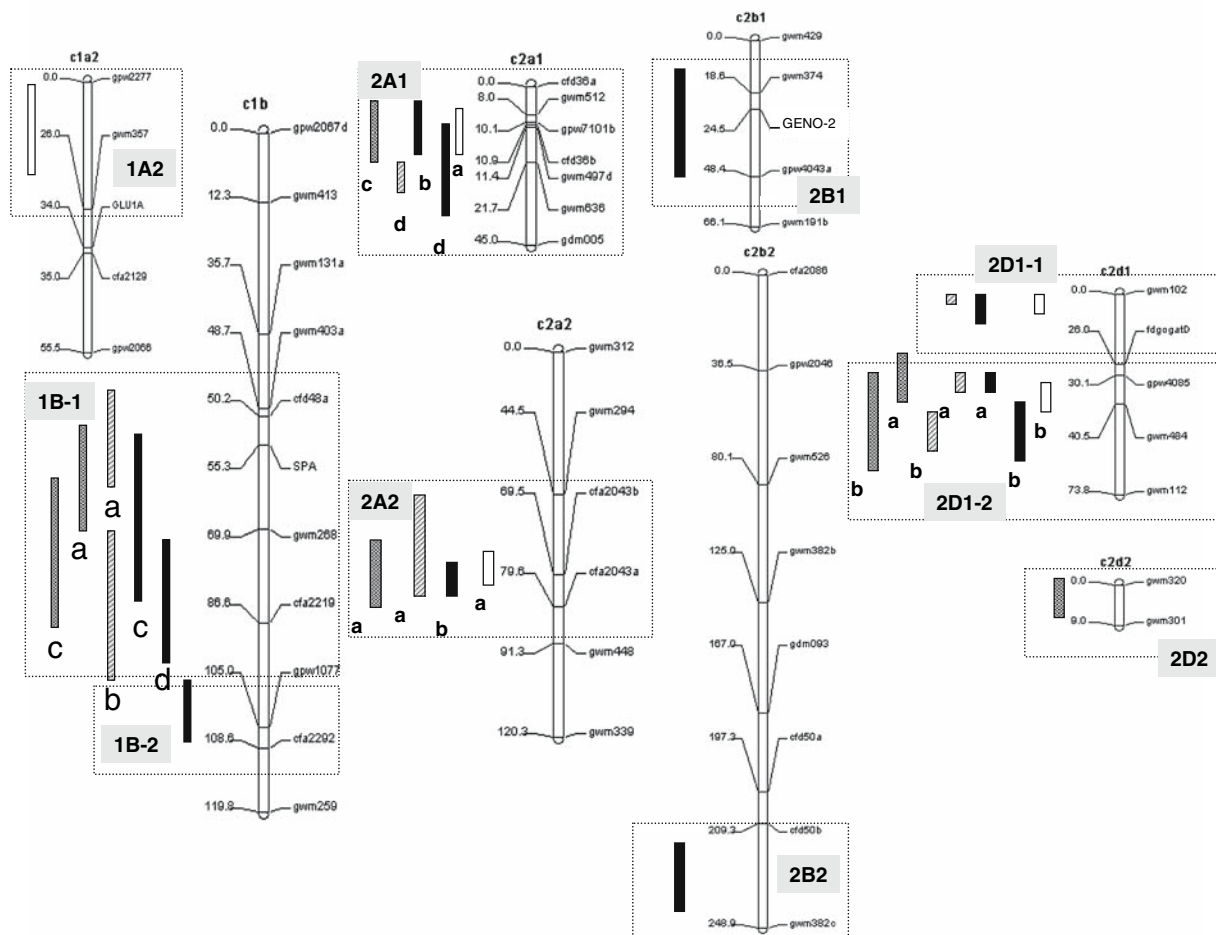 c1a2
0.0 gpw2277
26.0 gwm357
34.0 GLU1A
35.0 cfa2129
55.5 gpw2066
1A2
c1b
0.0 gpw2067d
12.3 gwm413
35.7 gwm131a
48.7 gwm403a
50.2 cfd48a
55.3 SPA
69.9 gwm268
86.6 cfa2219
105.0 gpw1077
108.6 cfa2292
119.8 gwm259
1B-1
a
a
c
c
b
d
1B-2
c2a1
2A1
0.0 cfd36a
8.0 gwm512
10.1 gpw7101b
10.9 cfd36b
11.4 gwm497d
21.7 gwm636
45.0 gdm005
c
d
b
d
a
c2a2
0.0 gwm312
44.5 gwm294
69.5 cfa2043b
79.6 cfa2043a
91.3 gwm448
120.3 gwm339
2A2
a
a
b
a
c2b1
0.0 gwm429
18.6 gwm374
24.5 GENO-2
48.4 gpw4043a
66.1 gwm191b
2B1
c2b2
0.0 cfa2086
36.5 gpw2046
80.1 gwm526
125.0 gwm382b
167.0 gdm093
197.3 cfd50a
209.3 cfd50b
248.9 gwm382c
2B2
2D1-1
c2d1
0.0 gwm102
26.0 fdgogatD
30.1 gpw4085
40.5 gwm484
73.8 gwm112
a
a
a
b
b
b
b
2D1-2
c2d2
0.0 gwm320
9.0 gwm301
2D2